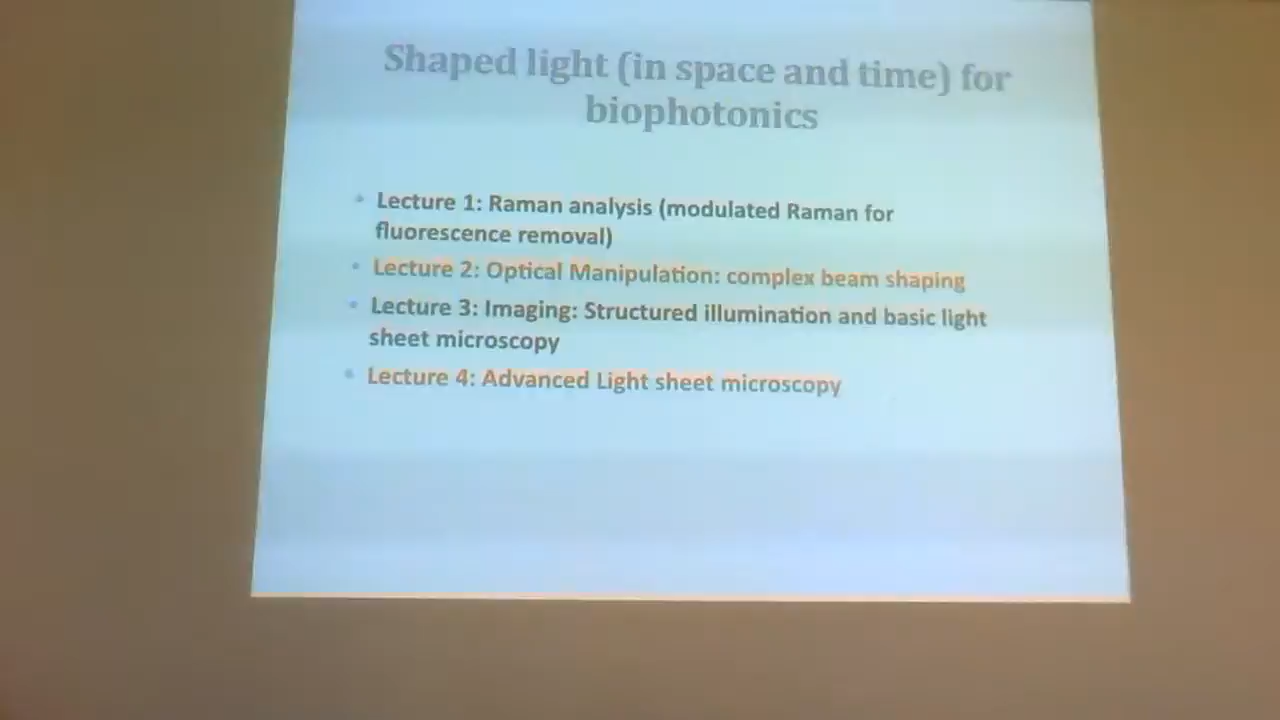 Shaped light (in space and time) for
biophotonics
• Lecture 1: Raman analysis (modulated Raman for
fluorescence removal)
• Lecture 2: Optical Manipulation: complex beam shaping
• Lecture 3: Imaging: Structured illumination and basic light
sheet microscopy
• Lecture 4: Advanced Light sheet microscopy